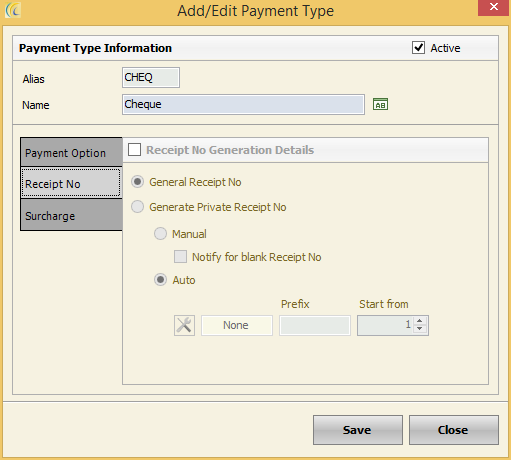 Add/Edit Payment Type
Payment Type Information
Active
Alias
CHEQ
Name
Cheque
AB
Payment Option
Receipt No
Surcharge
Receipt No Generation Details
General Receipt No
Generate Private Receipt No
Manual
Notify for blank Receipt No
Auto
Prefix
Start from
None
1
Save
Close